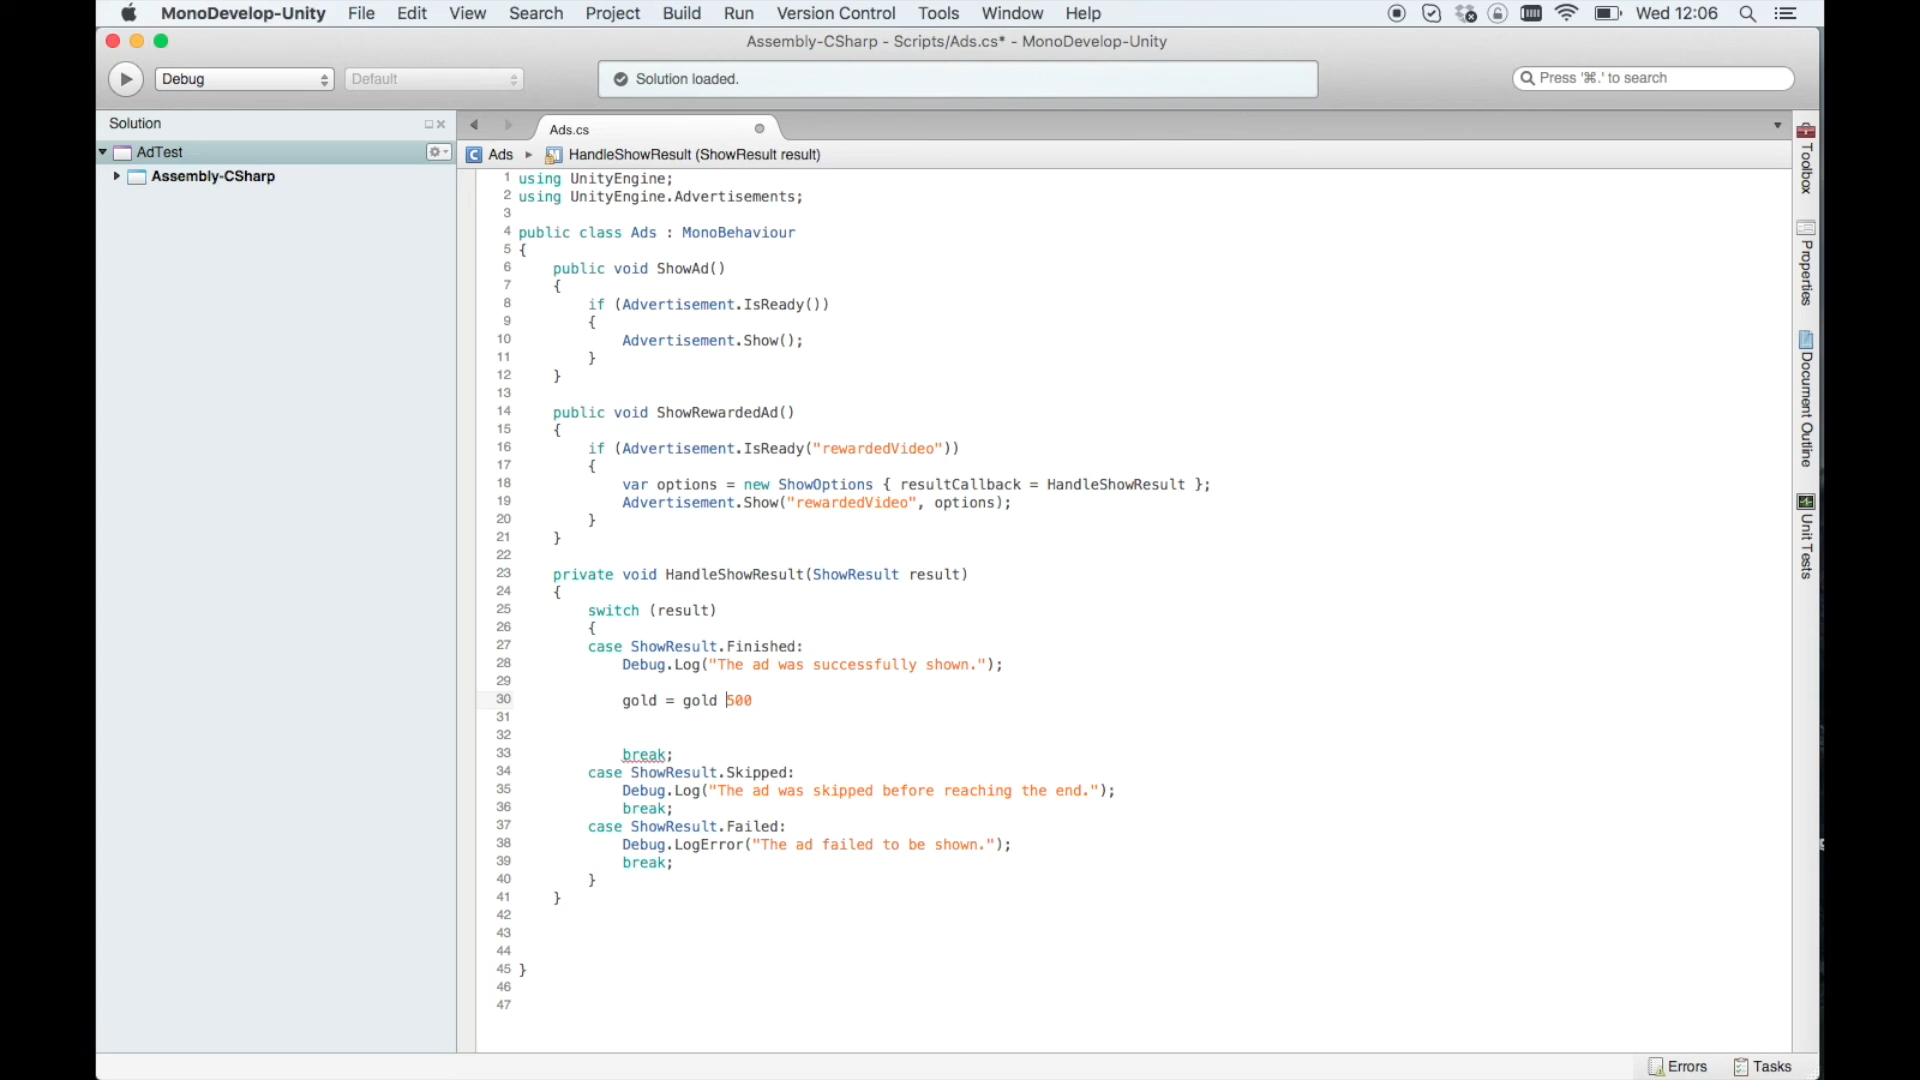 MonoDevelop-Unity File Edit View Search Project Build Run Version Control Tools Window Help Wed 12:06
Assembly-CSharp - Scripts/Ads.cs* - MonoDevelop-Unity
Debug Default Solution loaded. Press '⌘.' to search
Solution Ads.cs
AdTest Ads HandleShowResult (ShowResult result)
Assembly-CSharp
1 using UnityEngine;
2 using UnityEngine.Advertisements;
3
4 public class Ads : MonoBehaviour
5 {
6 public void ShowAd()
7 {
8 if (Advertisement.IsReady())
9 {
10 Advertisement.Show();
11 }
12 }
13
14 public void ShowRewardedAd()
15 {
16 if (Advertisement.IsReady("rewardedVideo"))
17 {
18 var options = new ShowOptions { resultCallback = HandleShowResult };
19 Advertisement.Show("rewardedVideo", options);
20 }
21 }
22
23 private void HandleShowResult(ShowResult result)
24 {
25 switch (result)
26 {
27 case ShowResult.Finished:
28 Debug.Log("The ad was successfully shown.");
29
30 gold = gold 500
31
32
33 break;
34 case ShowResult.Skipped:
35 Debug.Log("The ad was skipped before reaching the end.");
36 break;
37 case ShowResult.Failed:
38 Debug.LogError("The ad failed to be shown.");
39 break;
40 }
41 }
42
43
44
45 }
46
47
Toolbox
Properties
Document Outline
Unit Tests
Errors Tasks